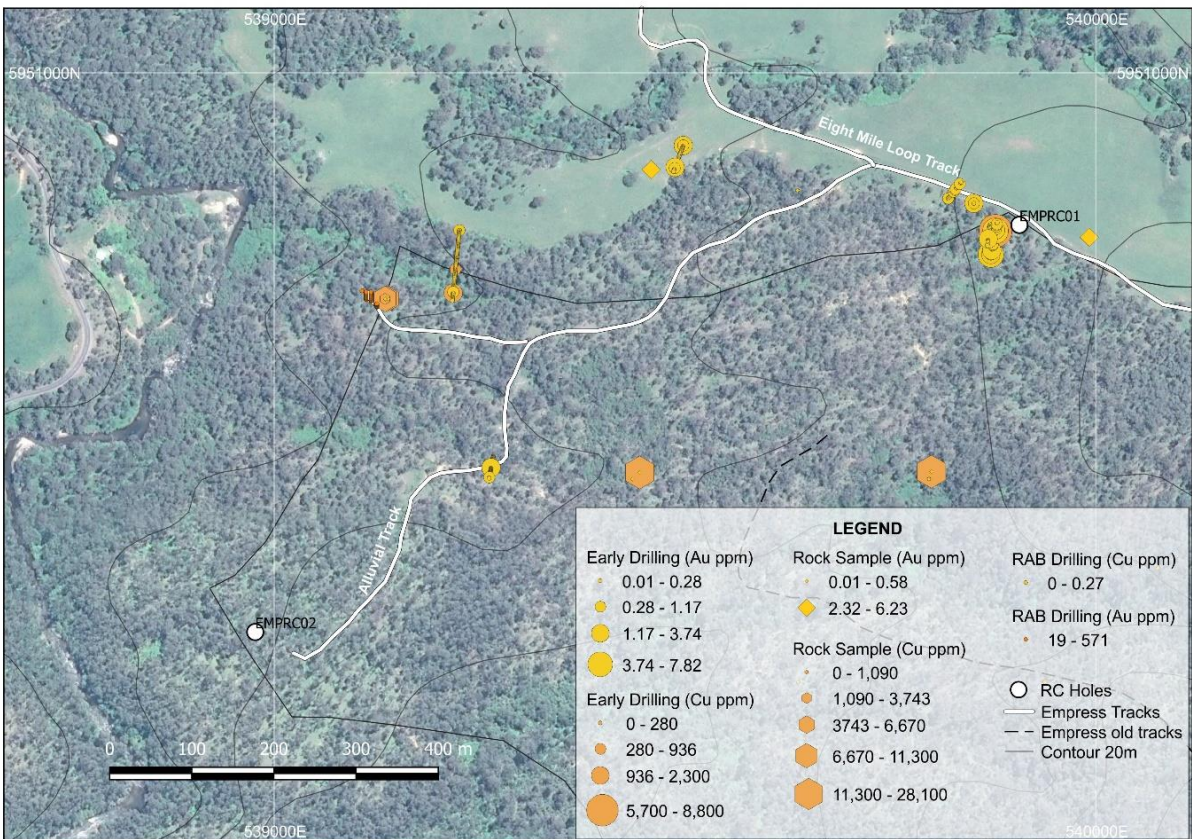 539000E
540000E
5951000N
Eight Mile Loop Track
EMPRC01
Alluvial Track
EMPRC02
0 100 200 300 400 m
539000E
540000E
LEGEND
Early Drilling (Au ppm)
0.01 - 0.28
0.28 - 1.17
1.17 - 3.74
3.74 - 7.82
Early Drilling (Cu ppm)
0 - 280
280 - 936
936 - 2,300
5,700 - 8,800
Rock Sample (Au ppm)
0.01 - 0.58
2.32 - 6.23
Rock Sample (Cu ppm)
0 - 1,090
1,090 - 3,743
3743 - 6,670
6,670 - 11,300
11,300 - 28,100
RAB Drilling (Cu ppm)
0 - 0.27
RAB Drilling (Au ppm)
19 - 571
RC Holes
Empress Tracks
Empress old tracks
Contour 20m